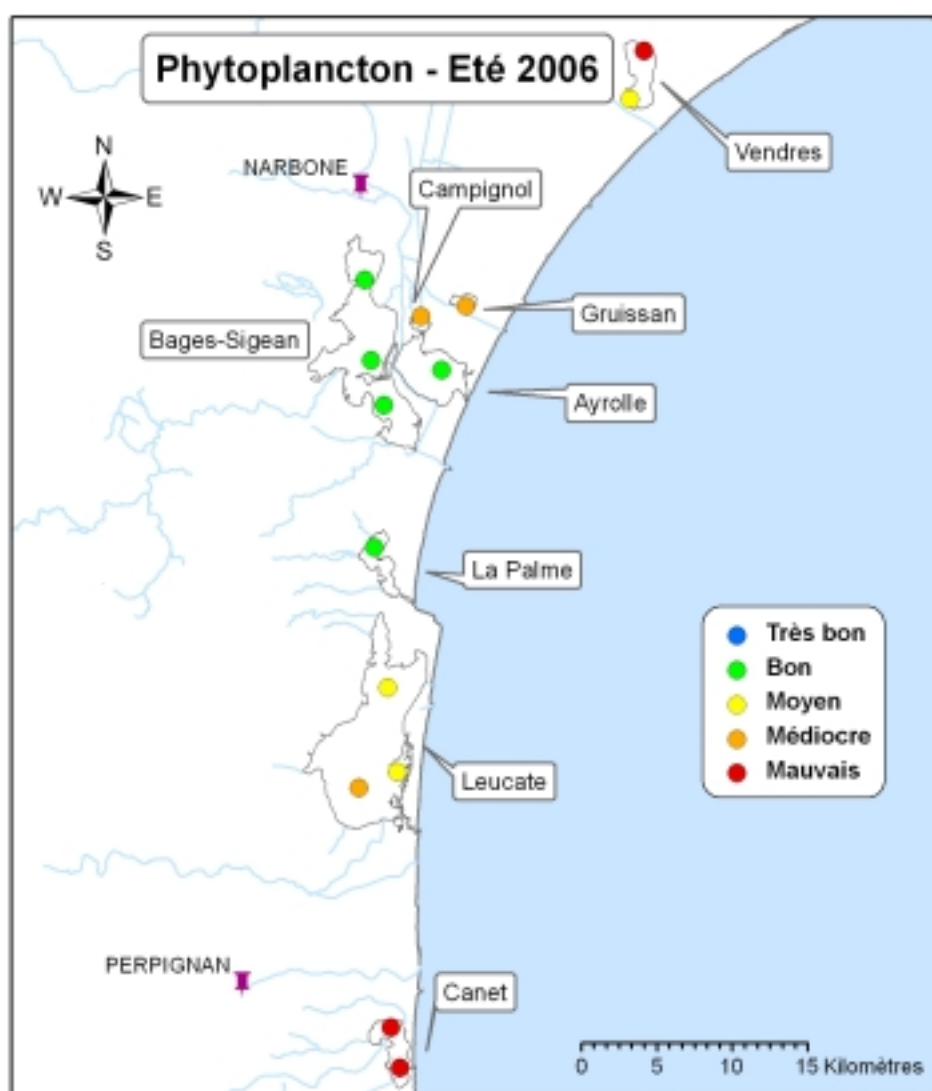 Phytoplancton - Eté 2006
Vendres
NARBONE
Campignol
N
W E
S
Gruissan
Bages-Sigean
Ayrolle
La Palme
Très bon
Bon
Moyen
Médiocre
Mauvais
Leucate
PERPIGNAN
Canet
0 5 10 15 Kilomètres